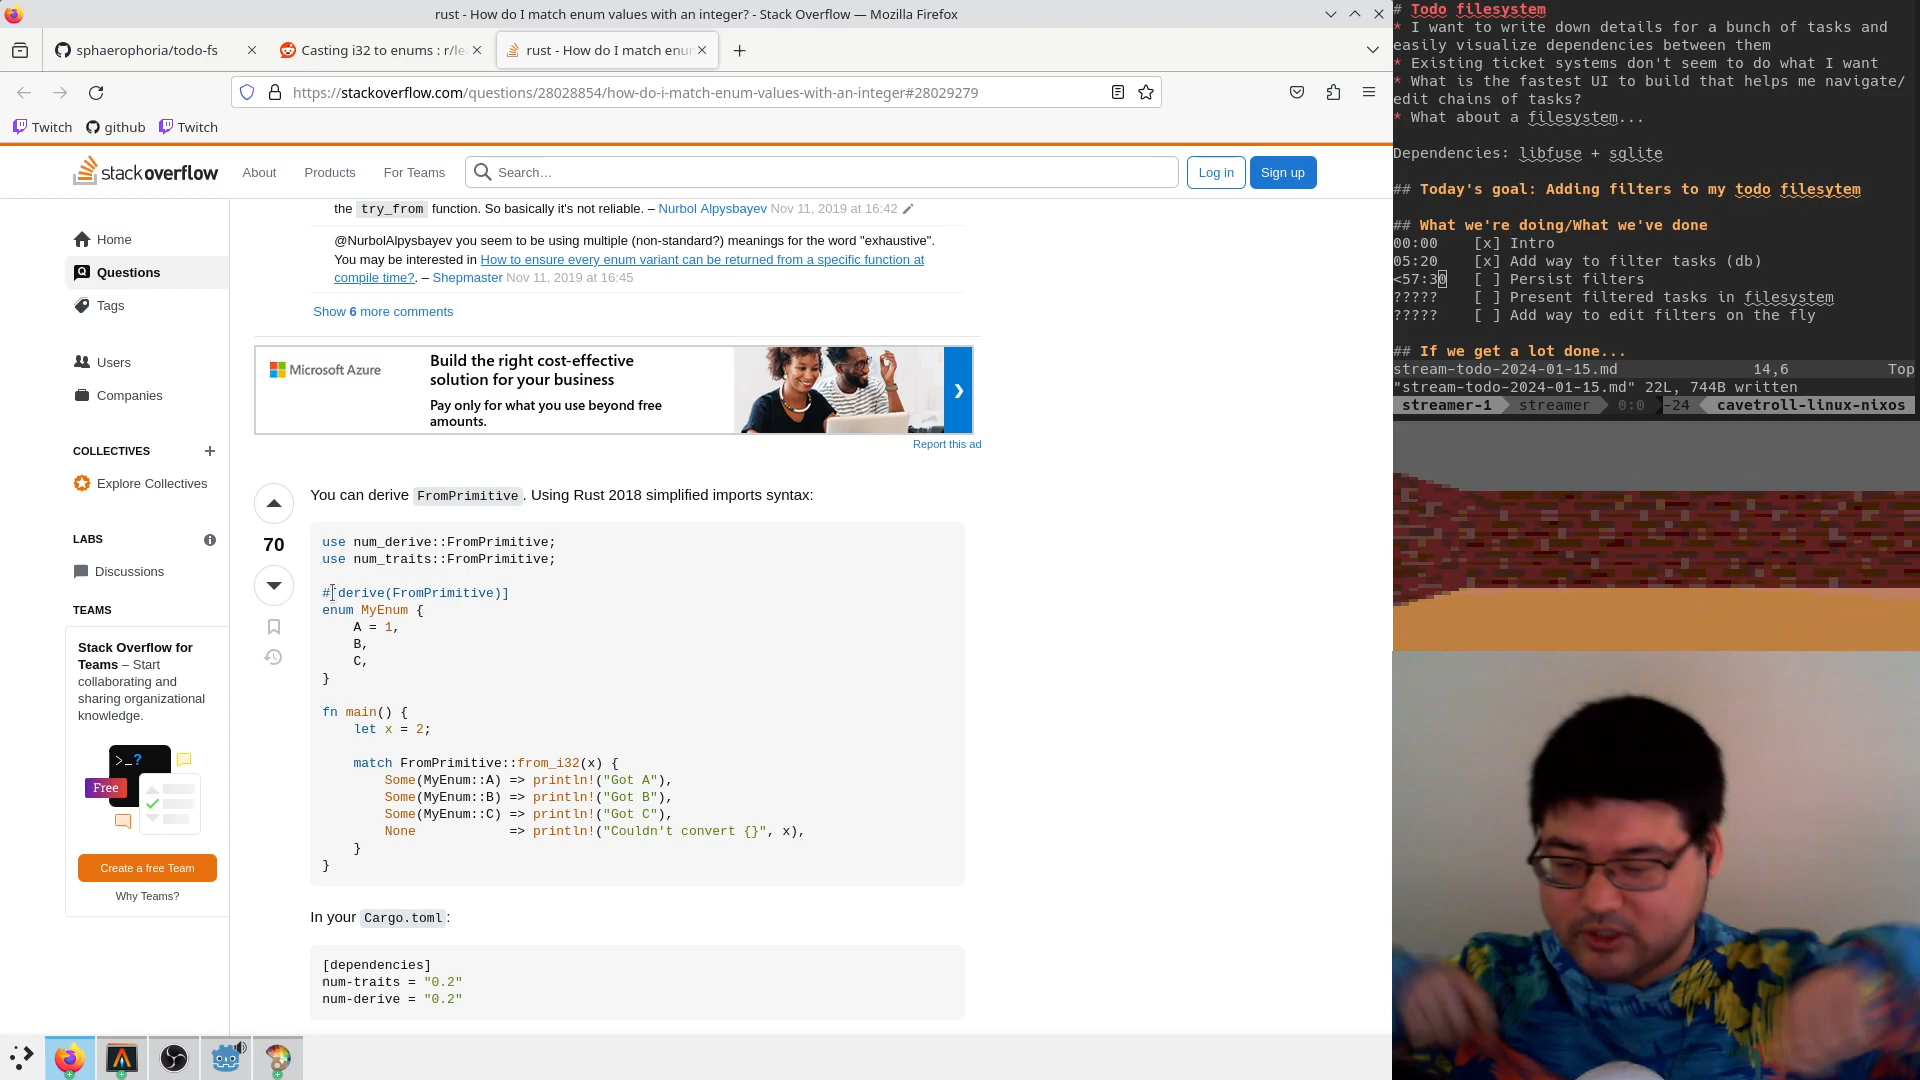 rust - How do I match enum values with an integer? - Stack Overflow — Mozilla Firefox
sphaerophoria/todo-fs
Casting i32 to enums : r/le
rust - How do I match enum
https://stackoverflow.com/questions/28028854/how-do-i-match-enum-values-with-an-integer#28029279
Twitch
github
Twitch
stack overflow
About
Products
For Teams
Search…
Log in
Sign up
Home
Questions
Tags
Users
Companies
COLLECTIVES
Explore Collectives
LABS
Discussions
TEAMS
Stack Overflow for
Teams – Start
collaborating and
sharing organizational
knowledge.
>_?
Free
Create a free Team
Why Teams?
the try_from function. So basically it's not reliable. – Nurbol Alpysbayev Nov 11, 2019 at 16:42
@NurbolAlpysbayev you seem to be using multiple (non-standard?) meanings for the word "exhaustive".
You may be interested in How to ensure every enum variant can be returned from a specific function at
compile time?. – Shepmaster Nov 11, 2019 at 16:45
Show 6 more comments
Microsoft Azure
Build the right cost-effective
solution for your business
Pay only for what you use beyond free
amounts.
Report this ad
70
You can derive FromPrimitive. Using Rust 2018 simplified imports syntax:
use num_derive::FromPrimitive;
use num_traits::FromPrimitive;
#[derive(FromPrimitive)]
enum MyEnum {
A = 1,
B,
C,
}
fn main() {
let x = 2;
match FromPrimitive::from_i32(x) {
Some(MyEnum::A) => println!("Got A"),
Some(MyEnum::B) => println!("Got B"),
Some(MyEnum::C) => println!("Got C"),
None => println!("Couldn't convert {}", x),
}
}
In your Cargo.toml:
[dependencies]
num-traits = "0.2"
num-derive = "0.2"
# Todo filesystem
* I want to write down details for a bunch of tasks and
easily visualize dependencies between them
* Existing ticket systems don't seem to do what I want
* What is the fastest UI to build that helps me navigate/
edit chains of tasks?
* What about a filesystem...
Dependencies: libfuse + sqlite
## Today's goal: Adding filters to my todo filesytem
## What we're doing/What we've done
00:00 [x] Intro
05:20 [x] Add way to filter tasks (db)
<57:30 [ ] Persist filters
????? [ ] Present filtered tasks in filesystem
????? [ ] Add way to edit filters on the fly
## If we get a lot done...
stream-todo-2024-01-15.md 14,6 Top
"stream-todo-2024-01-15.md" 22L, 744B written
streamer-1 streamer 0:0 -24 cavetroll-linux-nixos